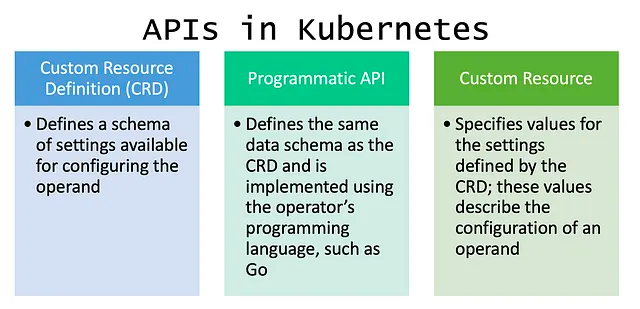 APIs in Kubernetes
Custom Resource
Definition (CRD)
• Defines a schema
of settings available
for configuring the
operand
Programmatic API
• Defines the same
data schema as the
CRD and is
implemented using
the operator's
programming
language, such as
Go
Custom Resource
• Specifies values for
the settings
defined by the
CRD; these values
describe the
configuration of an
operand